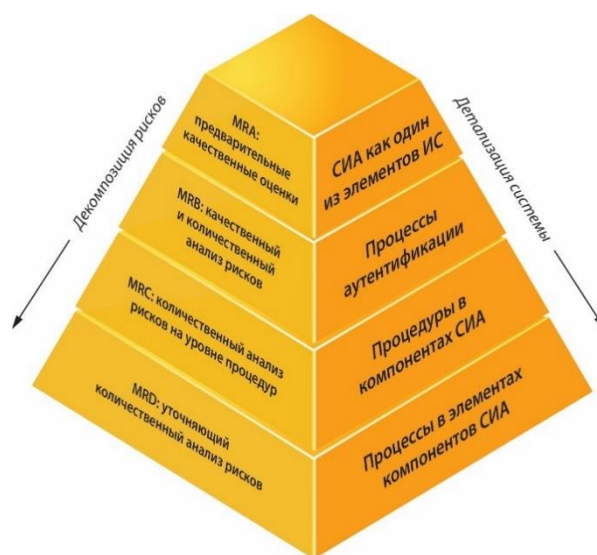 Декомпозиция рисков
Детализация системы
MRA:
предварительные
качественные оценки
СИА как один
из элементов ИС
MRB: качественный
и количественный
анализ рисков
Процессы
аутентификации
MRC: количественный анализ
рисков на уровне процедур
Процедуры в
компонентах СИА
MRD: уточняющий
количественный анализ рисков
Процессы в элементах
компонентов СИА